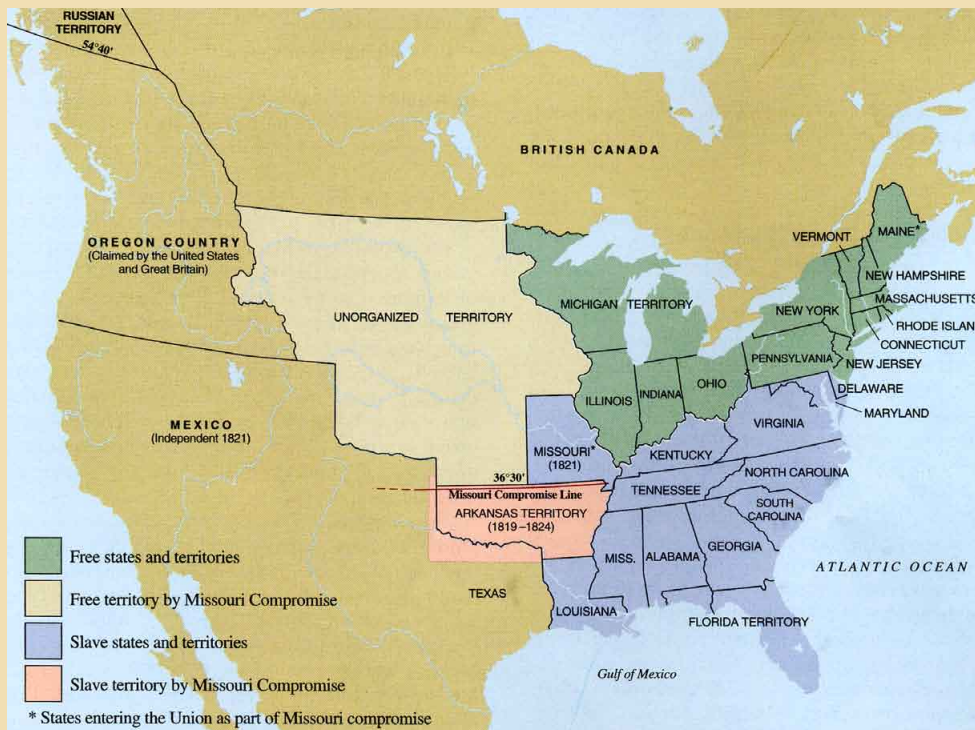 RUSSIAN
TERRITORY
54°40'
BRITISH CANADA
OREGON COUNTRY
(Claimed by the United States
and Great Britain)
UNORGANIZED TERRITORY
MICHIGAN TERRITORY
VERMONT
MAINE*
NEW HAMPSHIRE
MASSACHUSETTS
NEW YORK
RHODE ISLAN
CONNECTICUT
PENNSYLVANIA
NEW JERSEY
DELAWARE
MARYLAND
ILLINOIS
INDIANA
OHIO
MEXICO
(Independent 1821)
MISSOURI*
(1821)
KENTUCKY
VIRGINIA
36°30'
Missouri Compromise Line
ARKANSAS TERRITORY
(1819–1824)
TENNESSEE
NORTH CAROLINA
SOUTH
CAROLINA
MISS.
ALABAMA
GEORGIA
TEXAS
LOUISIANA
FLORIDA TERRITORY
ATLANTIC OCEAN
Gulf of Mexico
Free states and territories
Free territory by Missouri Compromise
Slave states and territories
Slave territory by Missouri Compromise
* States entering the Union as part of Missouri compromise